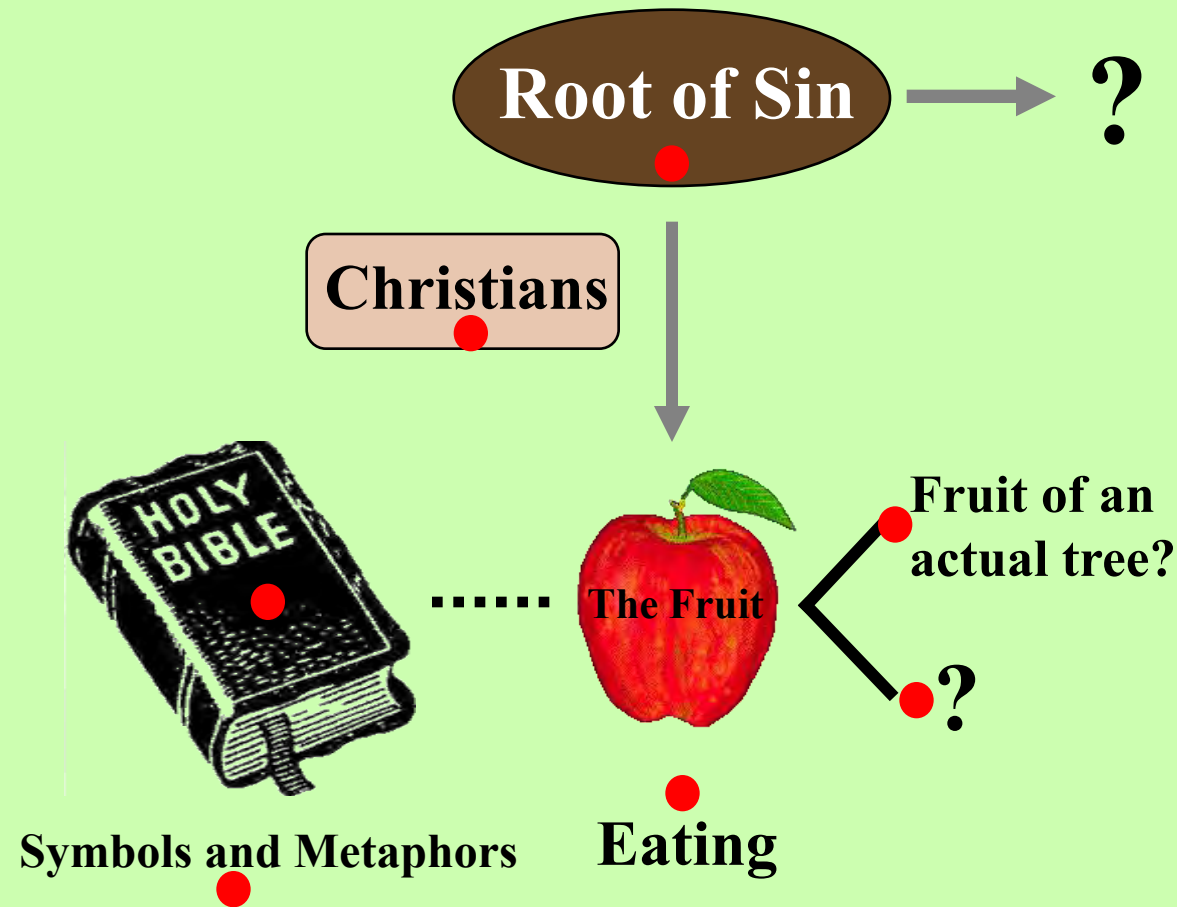 Root of Sin
?
Christians
HOLY
BIBLE
The Fruit
Fruit of an
actual tree?
?
Eating
Symbols and Metaphors